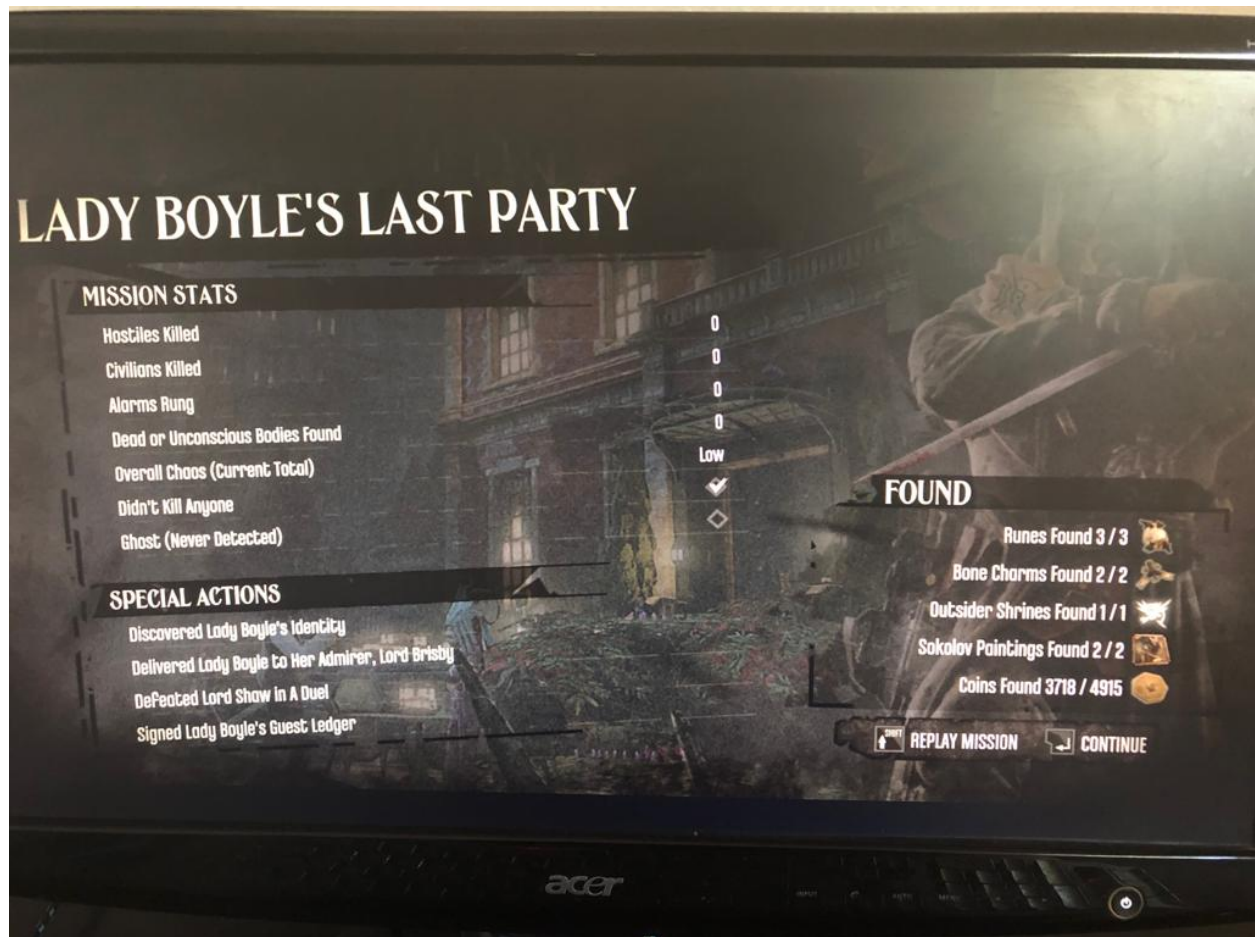 LADY BOYLE'S LAST PARTY
MISSION STATS
Hostiles Killed 0
Civilians Killed 0
Alarms Rung 0
Dead or Unconscious Bodies Found 0
Overall Chaos (Current Total) Low
Didn't Kill Anyone
Ghost (Never Detected)
SPECIAL ACTIONS
Discovered Lady Boyle's Identity
Delivered Lady Boyle to Her Admirer, Lord Brisby
Defeated Lord Shaw in A Duel
Signed Lady Boyle's Guest Ledger
FOUND
Runes Found 3 / 3
Bone Charms Found 2 / 2
Outsider Shrines Found 1 / 1
Sokolov Paintings Found 2 / 2
Coins Found 3718 / 4915
SHIFT REPLAY MISSION CONTINUE
acer
INPUT AUTO MENU